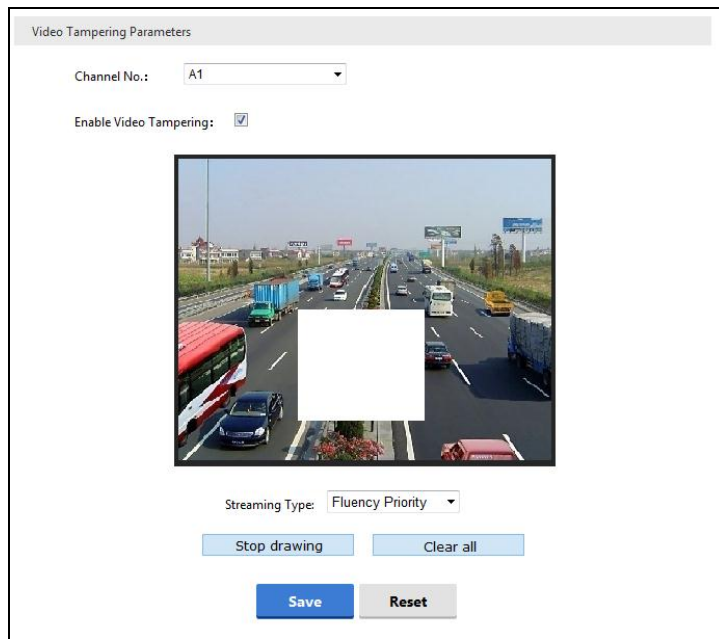 Video Tampering Parameters
Channel No.: A1
Enable Video Tampering:
Streaming Type: Fluency Priority
Stop drawing Clear all
Save Reset